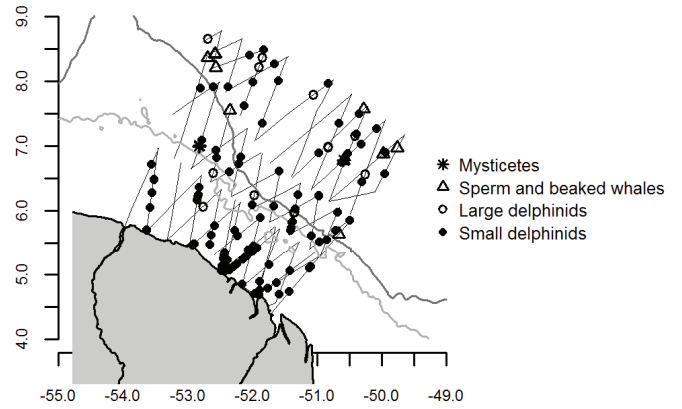 9.0
8.0
7.0
6.0
5.0
4.0
-55.0 -54.0 -53.0 -52.0 -51.0 -50.0 -49.0
Mysticetes
Sperm and beaked whales
Large delphinids
Small delphinids